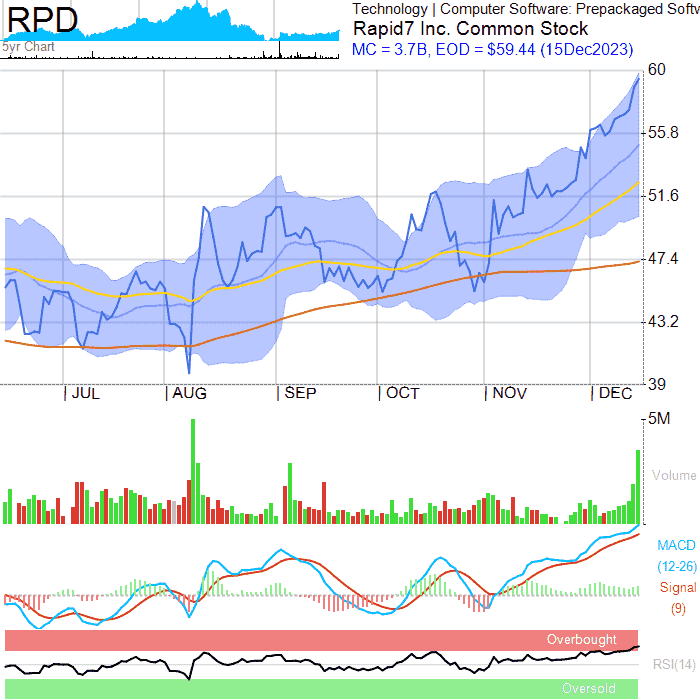 RPD
5yr Chart
Technology | Computer Software: Prepackaged Softw
Rapid7 Inc. Common Stock
MC = 3.7B, EOD = $59.44 (15Dec2023)
60
55.8
51.6
47.4
43.2
39
JUL AUG SEP OCT NOV DEC
5M
Volume
MACD
(12-26)
Signal
(9)
Overbought
RSI(14)
Oversold